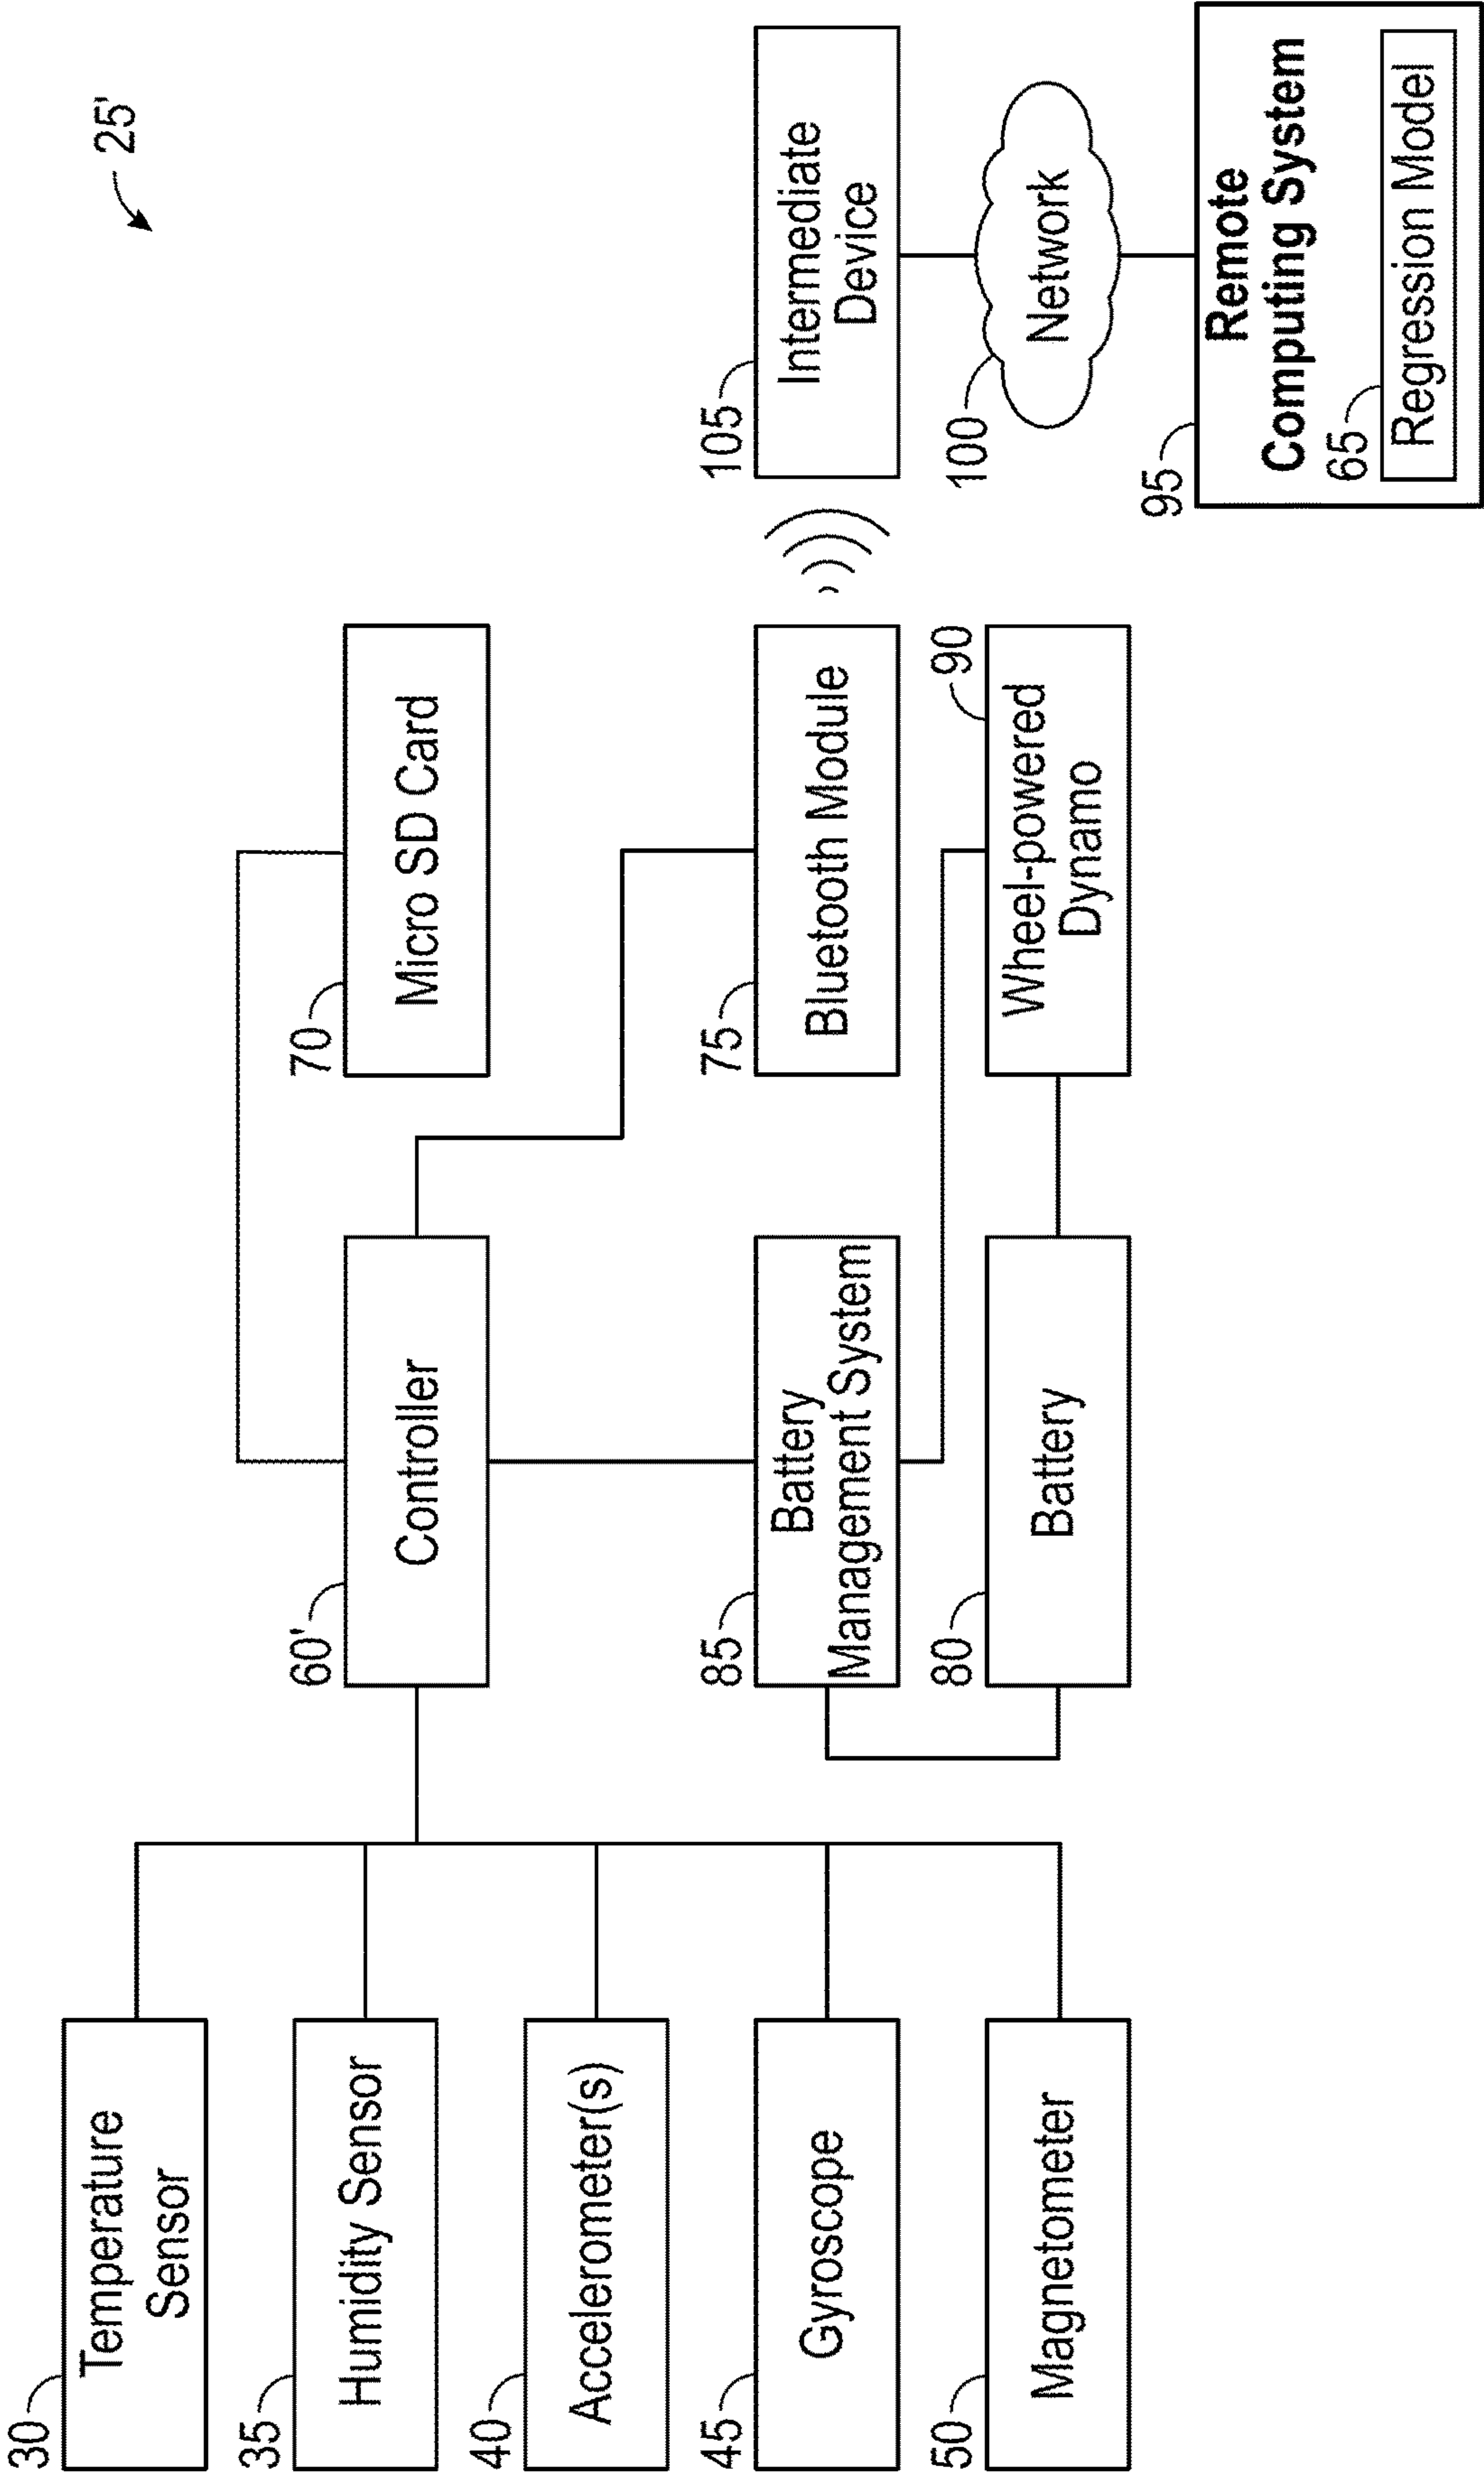 25'
30
Temperature
Sensor
35
Humidity Sensor
40
Accelerometer(s)
45
Gyroscope
50
Magnetometer
60'
Controller
85
Battery
Management System
80
Battery
70
Micro SD Card
75
Bluetooth Module
90
Wheel-powered
Dynamo
105
Intermediate
Device
100
Network
95
Remote
Computing System
65
Regression Model